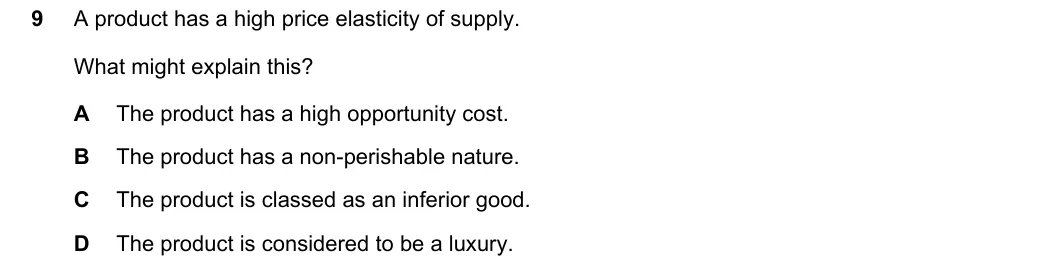 9 A product has a high price elasticity of supply.
What might explain this?
A The product has a high opportunity cost.
B The product has a non-perishable nature.
C The product is classed as an inferior good.
D The product is considered to be a luxury.